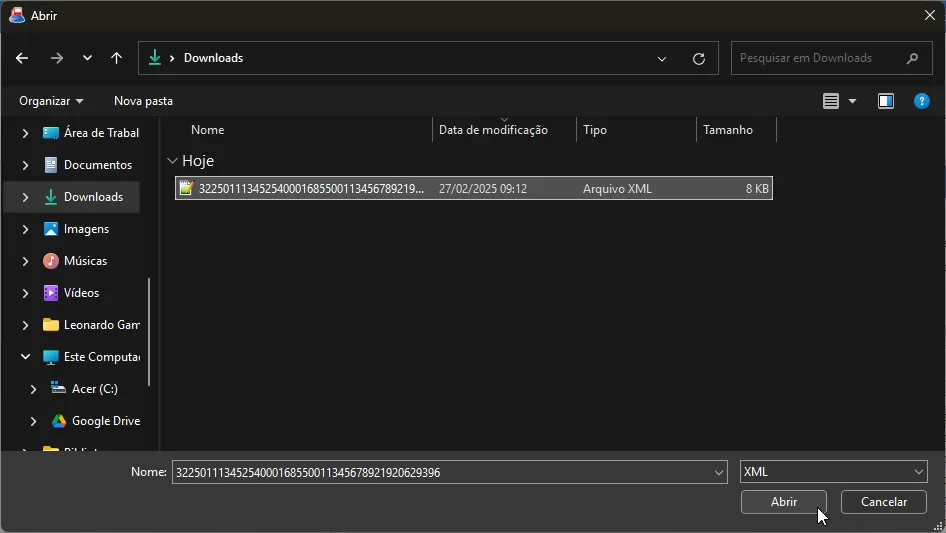 Abrir
Downloads
Pesquisar em Downloads
Organizar
Nova pasta
Nome
Data de modificação
Tipo
Tamanho
Área de Trabal
Documentos
Downloads
Imagens
Músicas
Vídeos
Leonardo Gam
Este Computa
Acer (C:)
Google Drive
Hoje
322501113452540001685500113456789219...
27/02/2025 09:12
Arquivo XML
8 KB
Nome:
32250111345254000168550011345678921920629396
XML
Abrir
Cancelar